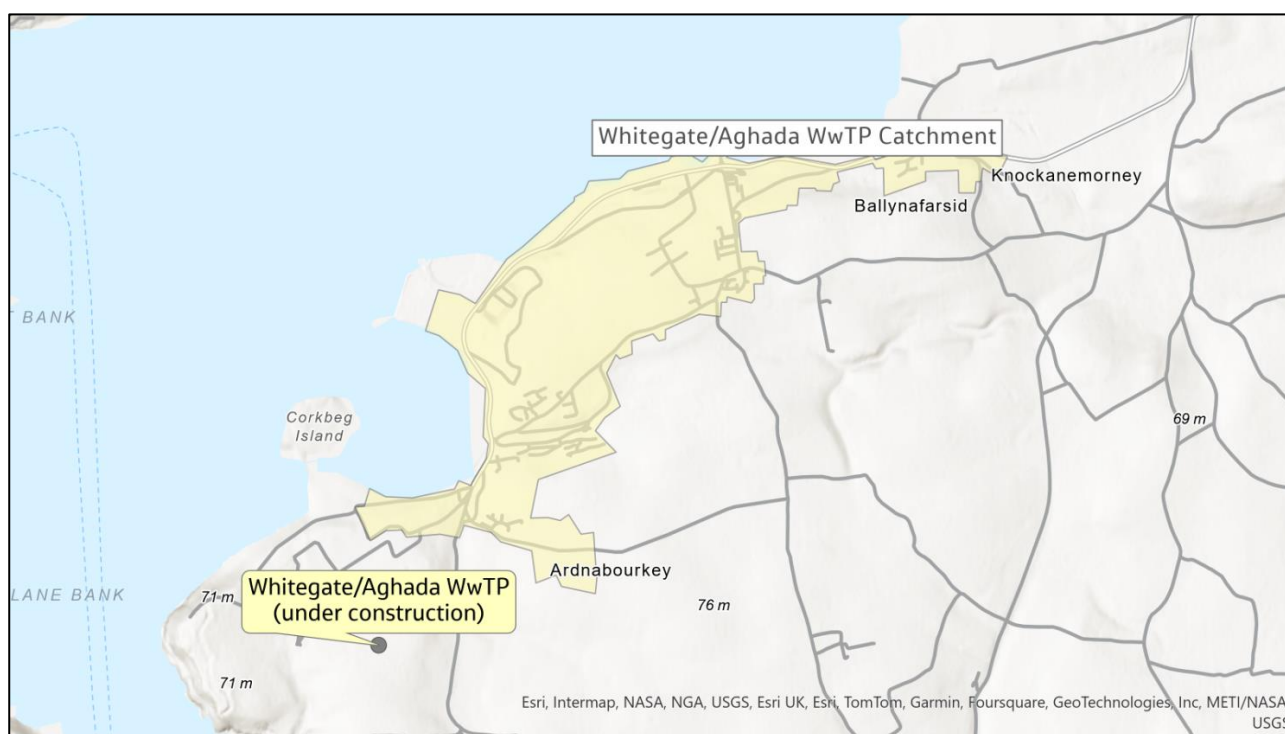 Whitegate/Aghada WwTP Catchment
Knockanemorney
Ballynafarsid
BANK
Corkbeg
Island
69 m
Ardnabourkey
Whitegate/Aghada WwTP
(under construction)
LANE BANK
71 m
76 m
71 m
Esri, Intermap, NASA, NGA, USGS, Esri UK, Esri, TomTom, Garmin, Foursquare, GeoTechnologies, Inc, METI/NASA,
USGS